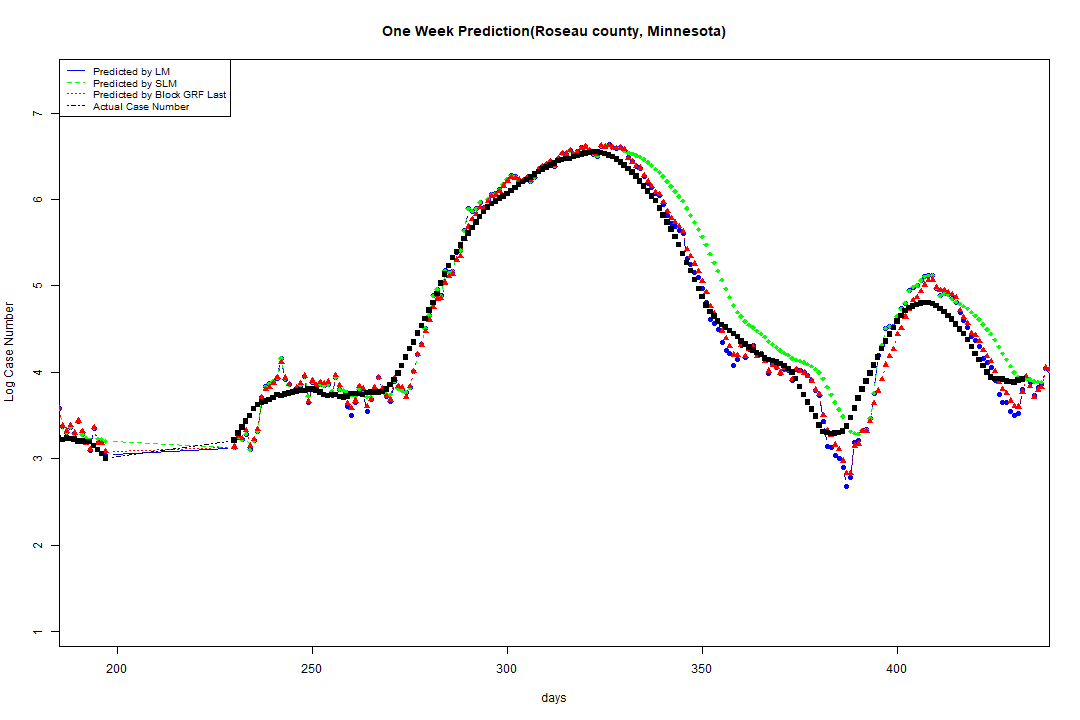 One Week Prediction(Roseau county, Minnesota)
Predicted by LM
Predicted by SLM
Predicted by Block GRF Last
Actual Case Number
Log Case Number
7
6
5
4
3
2
1
200 250 300 350 400
days